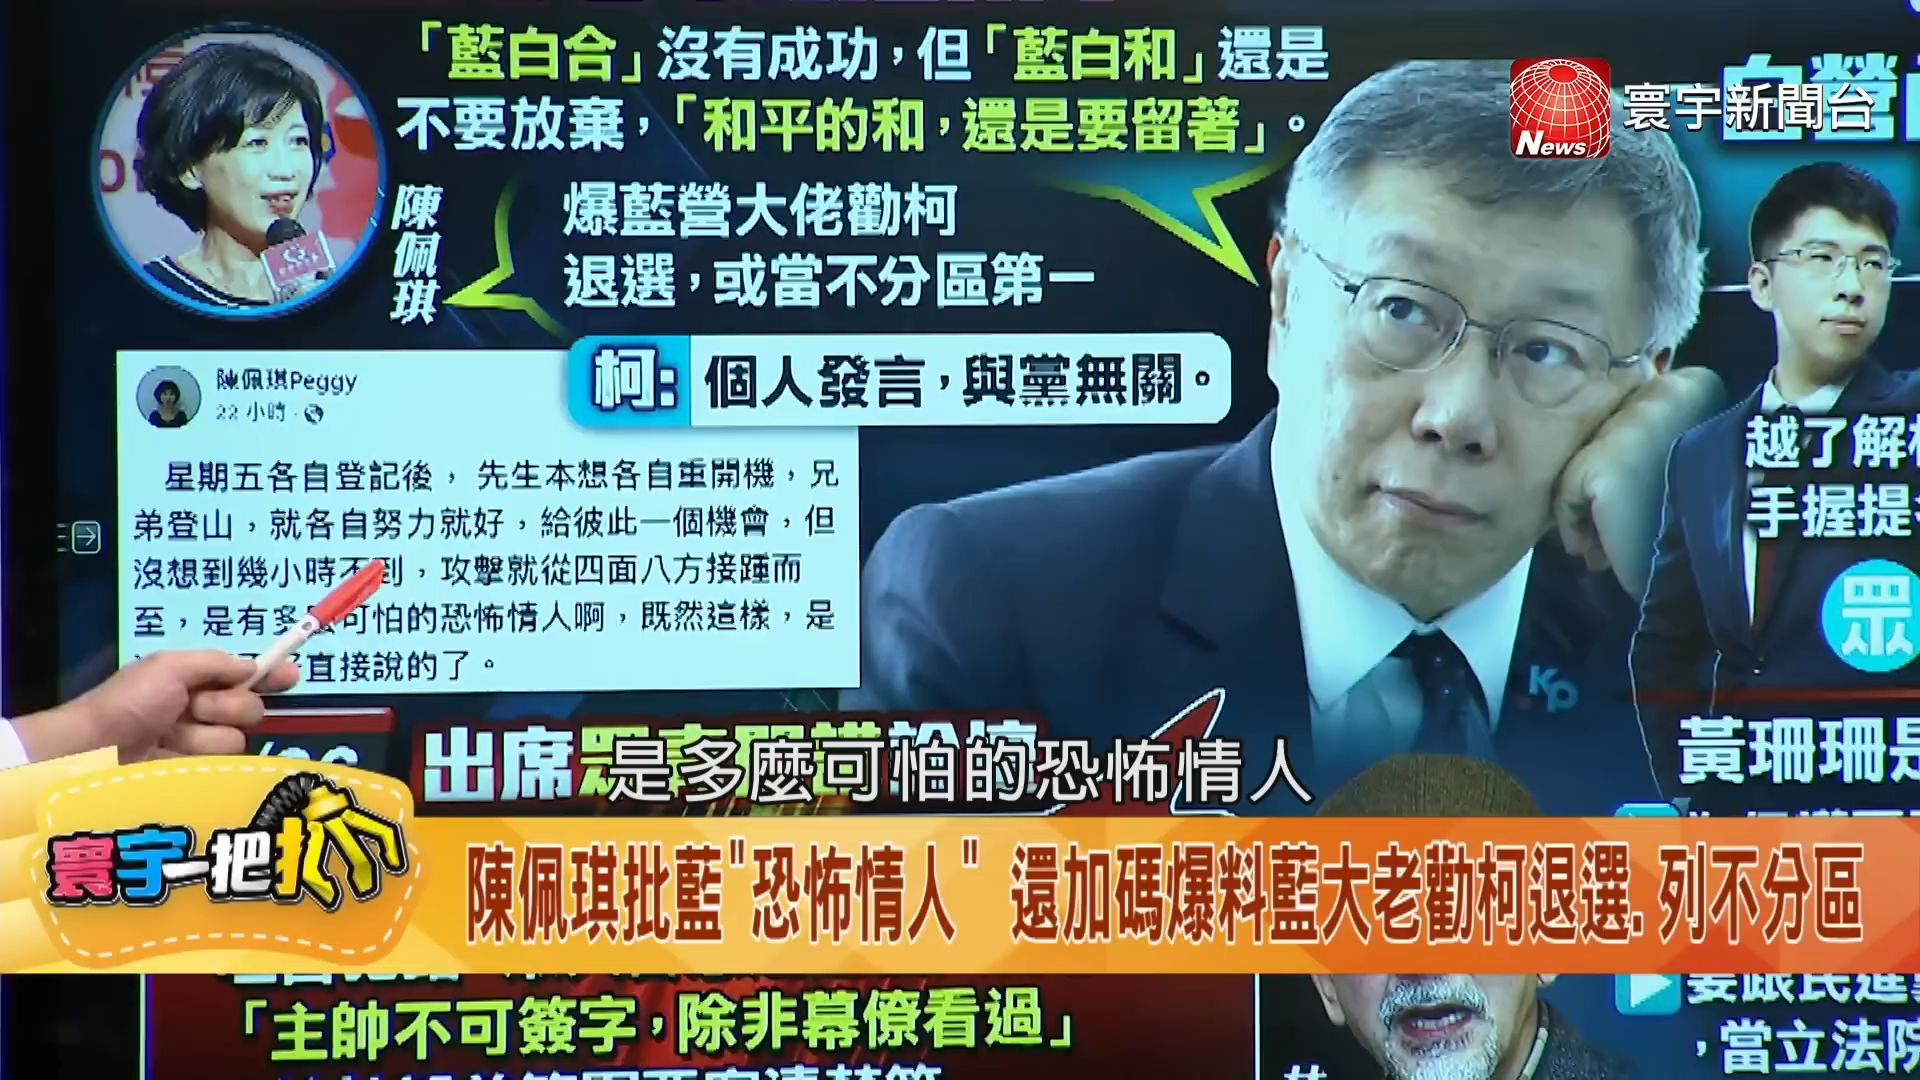 「藍白合」沒有成功，但「藍白和」還是
不要放棄，「和平的和，還是要留著」。
寰宇新聞台
News
白營
陳佩琪
爆藍營大佬勸柯
退選，或當不分區第一
柯：個人發言，與黨無關。
陳佩琪Peggy
22 小時
星期五各自登記後， 先生本想各自重開機，兄
弟登山，就各自努力就好，給彼此一個機會，但
沒想到幾小時不到，攻擊就從四面八方接踵而
至，是有多麼可怕的恐怖情人啊，既然這樣，是
直接說的了。
越了解
手握提
眾
KP
黃珊珊是
出席
是多麼可怕的恐怖情人
寰宇一把抓
陳佩琪批藍"恐怖情人" 還加碼爆料藍大老勸柯退選.列不分區
「主帥不可簽字，除非幕僚看過」
要跟民進
，當立法院